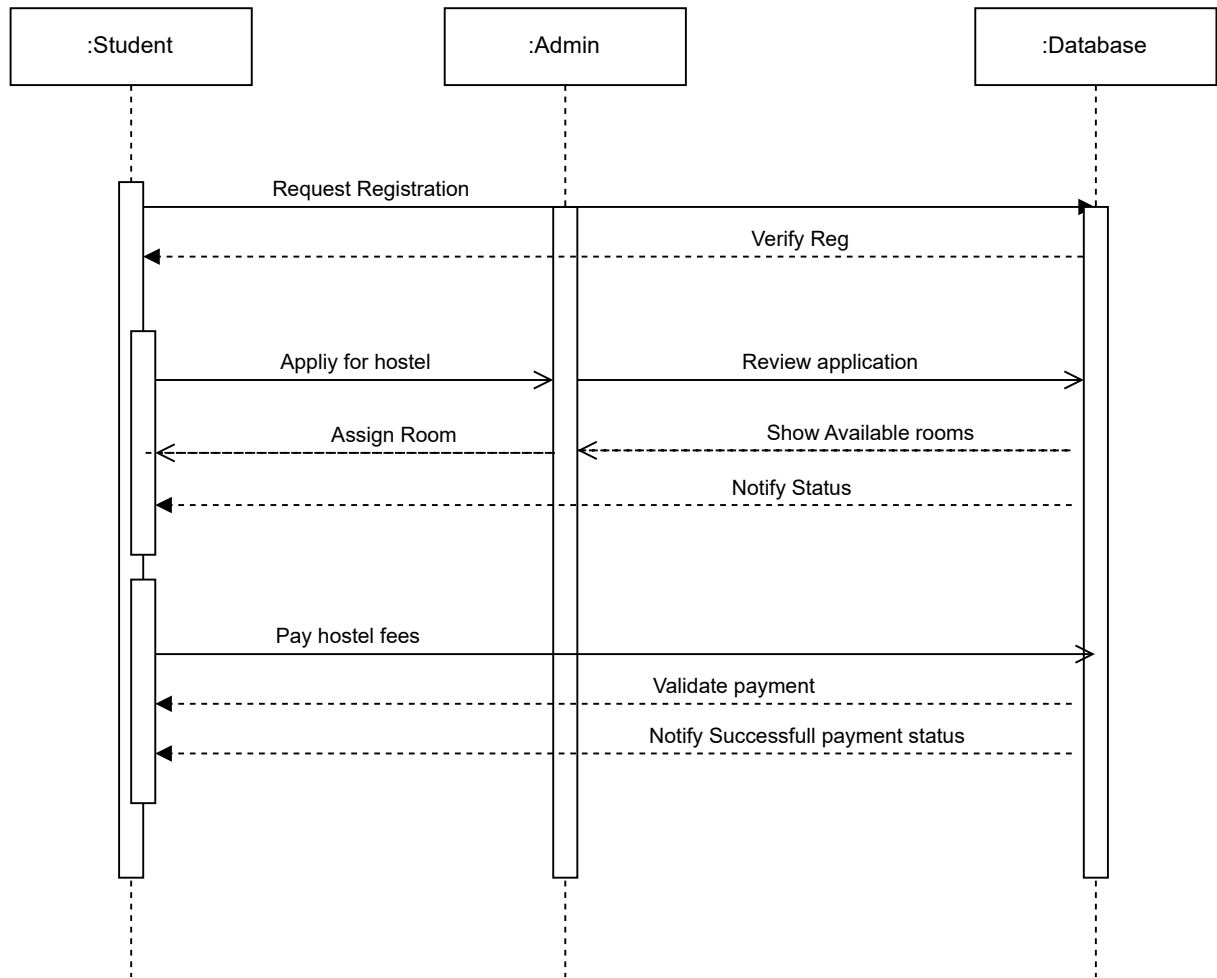 :Student
:Admin
:Database
Request Registration
Verify Reg
Appliy for hostel
Review application
Assign Room
Show Available rooms
Notify Status
Pay hostel fees
Validate payment
Notify Successfull payment status